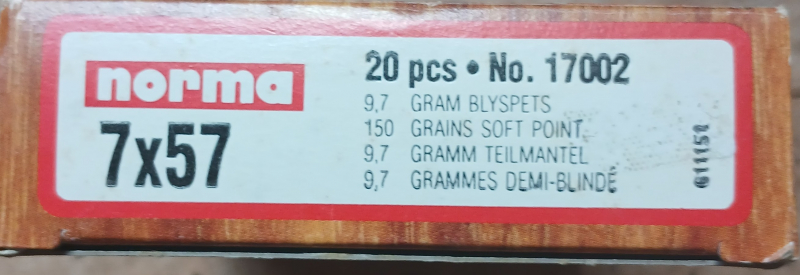 norma
7x57
20 pcs • No. 17002
9,7 GRAM BLYSPETS
150 GRAINS SOFT POINT
9,7 GRAMM TEILMANTEL
9,7 GRAMMES DEMI-BLINDÉ
611151